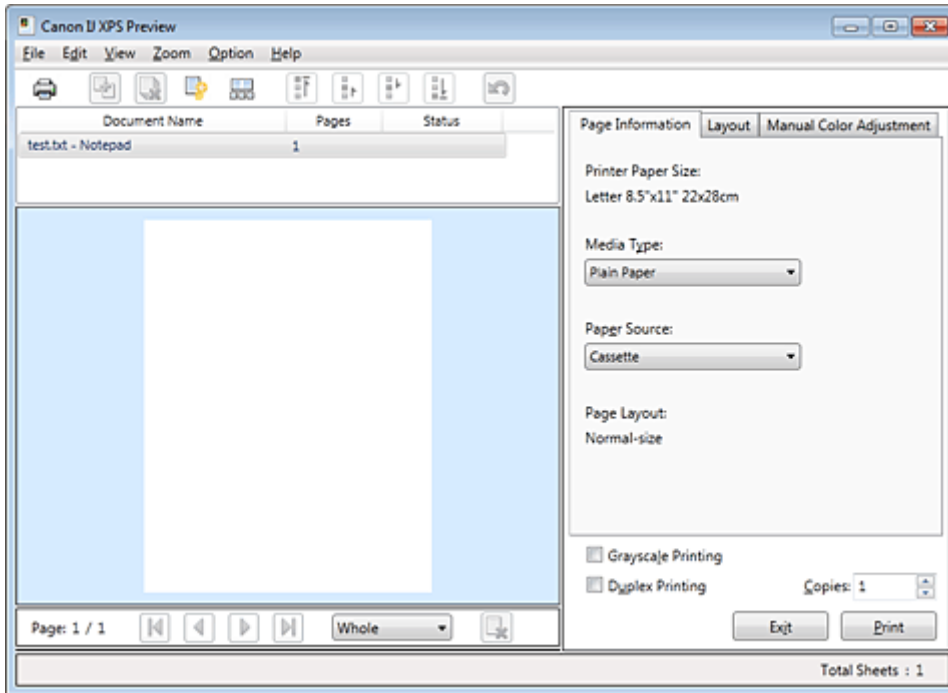 Canon IJ XPS Preview
File Edit View Zoom Option Help
Document Name Pages Status
test.txt - Notepad 1
Page Information Layout Manual Color Adjustment
Printer Paper Size:
Letter 8.5"x11" 22x28cm
Media Type:
Plain Paper
Paper Source:
Cassette
Page Layout:
Normal-size
Grayscale Printing
Duplex Printing Copies: 1
Page: 1 / 1 Whole Exit Print
Total Sheets : 1